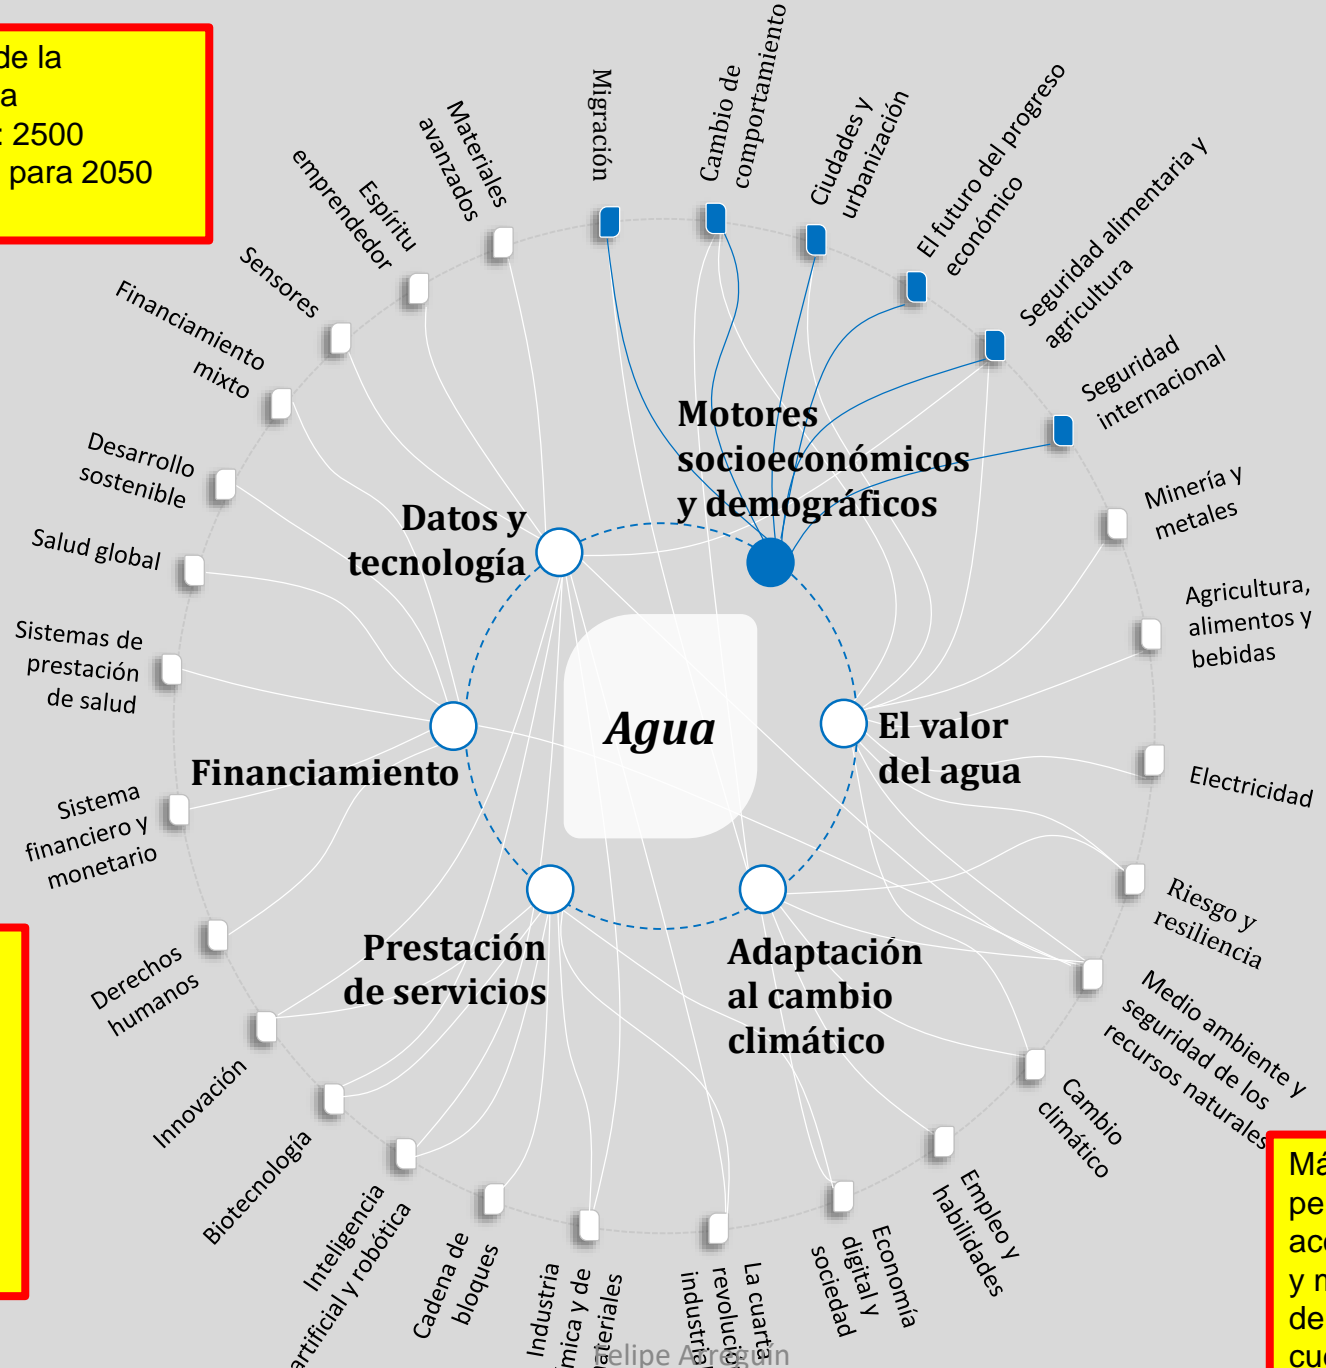 de la
a
: 2500
para 2050
Migración
Cambio de
comportamiento
Ciudades y
urbanización
El futuro del progreso
económico
Seguridad alimentaria y
agricultura
Seguridad
internacional
Minería y
metales
Agricultura,
alimentos y
bebidas
Electricidad
Riesgo y
resiliencia
Medio ambiente y
seguridad de los
recursos naturales
Cambio
climático
Empleo y
habilidades
Economía
digital y
sociedad
La cuarta
Industria
Cadena de
bloques
Inteligencia
artificial y robótica
Biotecnología
Innovación
Derechos
humanos
Sistema
financiero y
monetario
Sistemas de
prestación
de salud
Salud global
Desarrollo
sostenible
Financiamiento
mixto
Sensores
Espíritu
emprendedor
Materiales
avanzados
Motores
socioeconómicos
y demográficos
Datos y
tecnología
Agua
El valor
del agua
Financiamiento
Prestación
de servicios
Adaptación
al cambio
climático
y
de
Felipe Arreguín